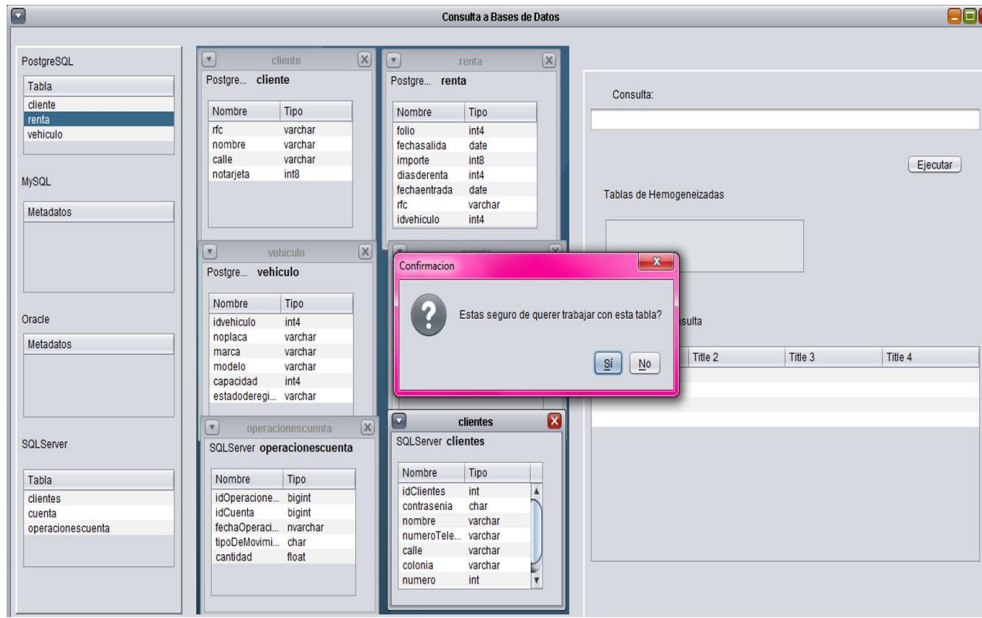 Consulta a Bases de Datos
PostgreSQL
Tabla
cliente
renta
vehiculo
MySQL
Metadatos
Oracle
Metadatos
SQLServer
Tabla
clientes
cuenta
operacionescuenta
cliente
Postgre... cliente
Nombre Tipo
rfc varchar
nombre varchar
calle varchar
notarjeta int8
renta
Postgre... renta
Nombre Tipo
folio int4
fechasalida date
importe int8
diasderenta int4
fechaentrada date
rfc varchar
idvehiculo int4
vehiculo
Postgre... vehiculo
Nombre Tipo
idvehiculo int4
noplaca varchar
marca varchar
modelo varchar
capacidad int4
estadoderegi... varchar
Confirmacion
Estas seguro de querer trabajar con esta tabla?
Sí No
operacionescuenta
SQLServer operacionescuenta
Nombre Tipo
idOperacione... bigint
idCuenta bigint
fechaOperaci... nvarchar
tipoDeMovimi... char
cantidad float
clientes
SQLServer clientes
Nombre Tipo
idClientes int
contrasenia char
nombre varchar
numeroTele... varchar
calle varchar
colonia varchar
numero int
Consulta:
Ejecutar
Tablas de Hemogeneizadas
Title 2 Title 3 Title 4